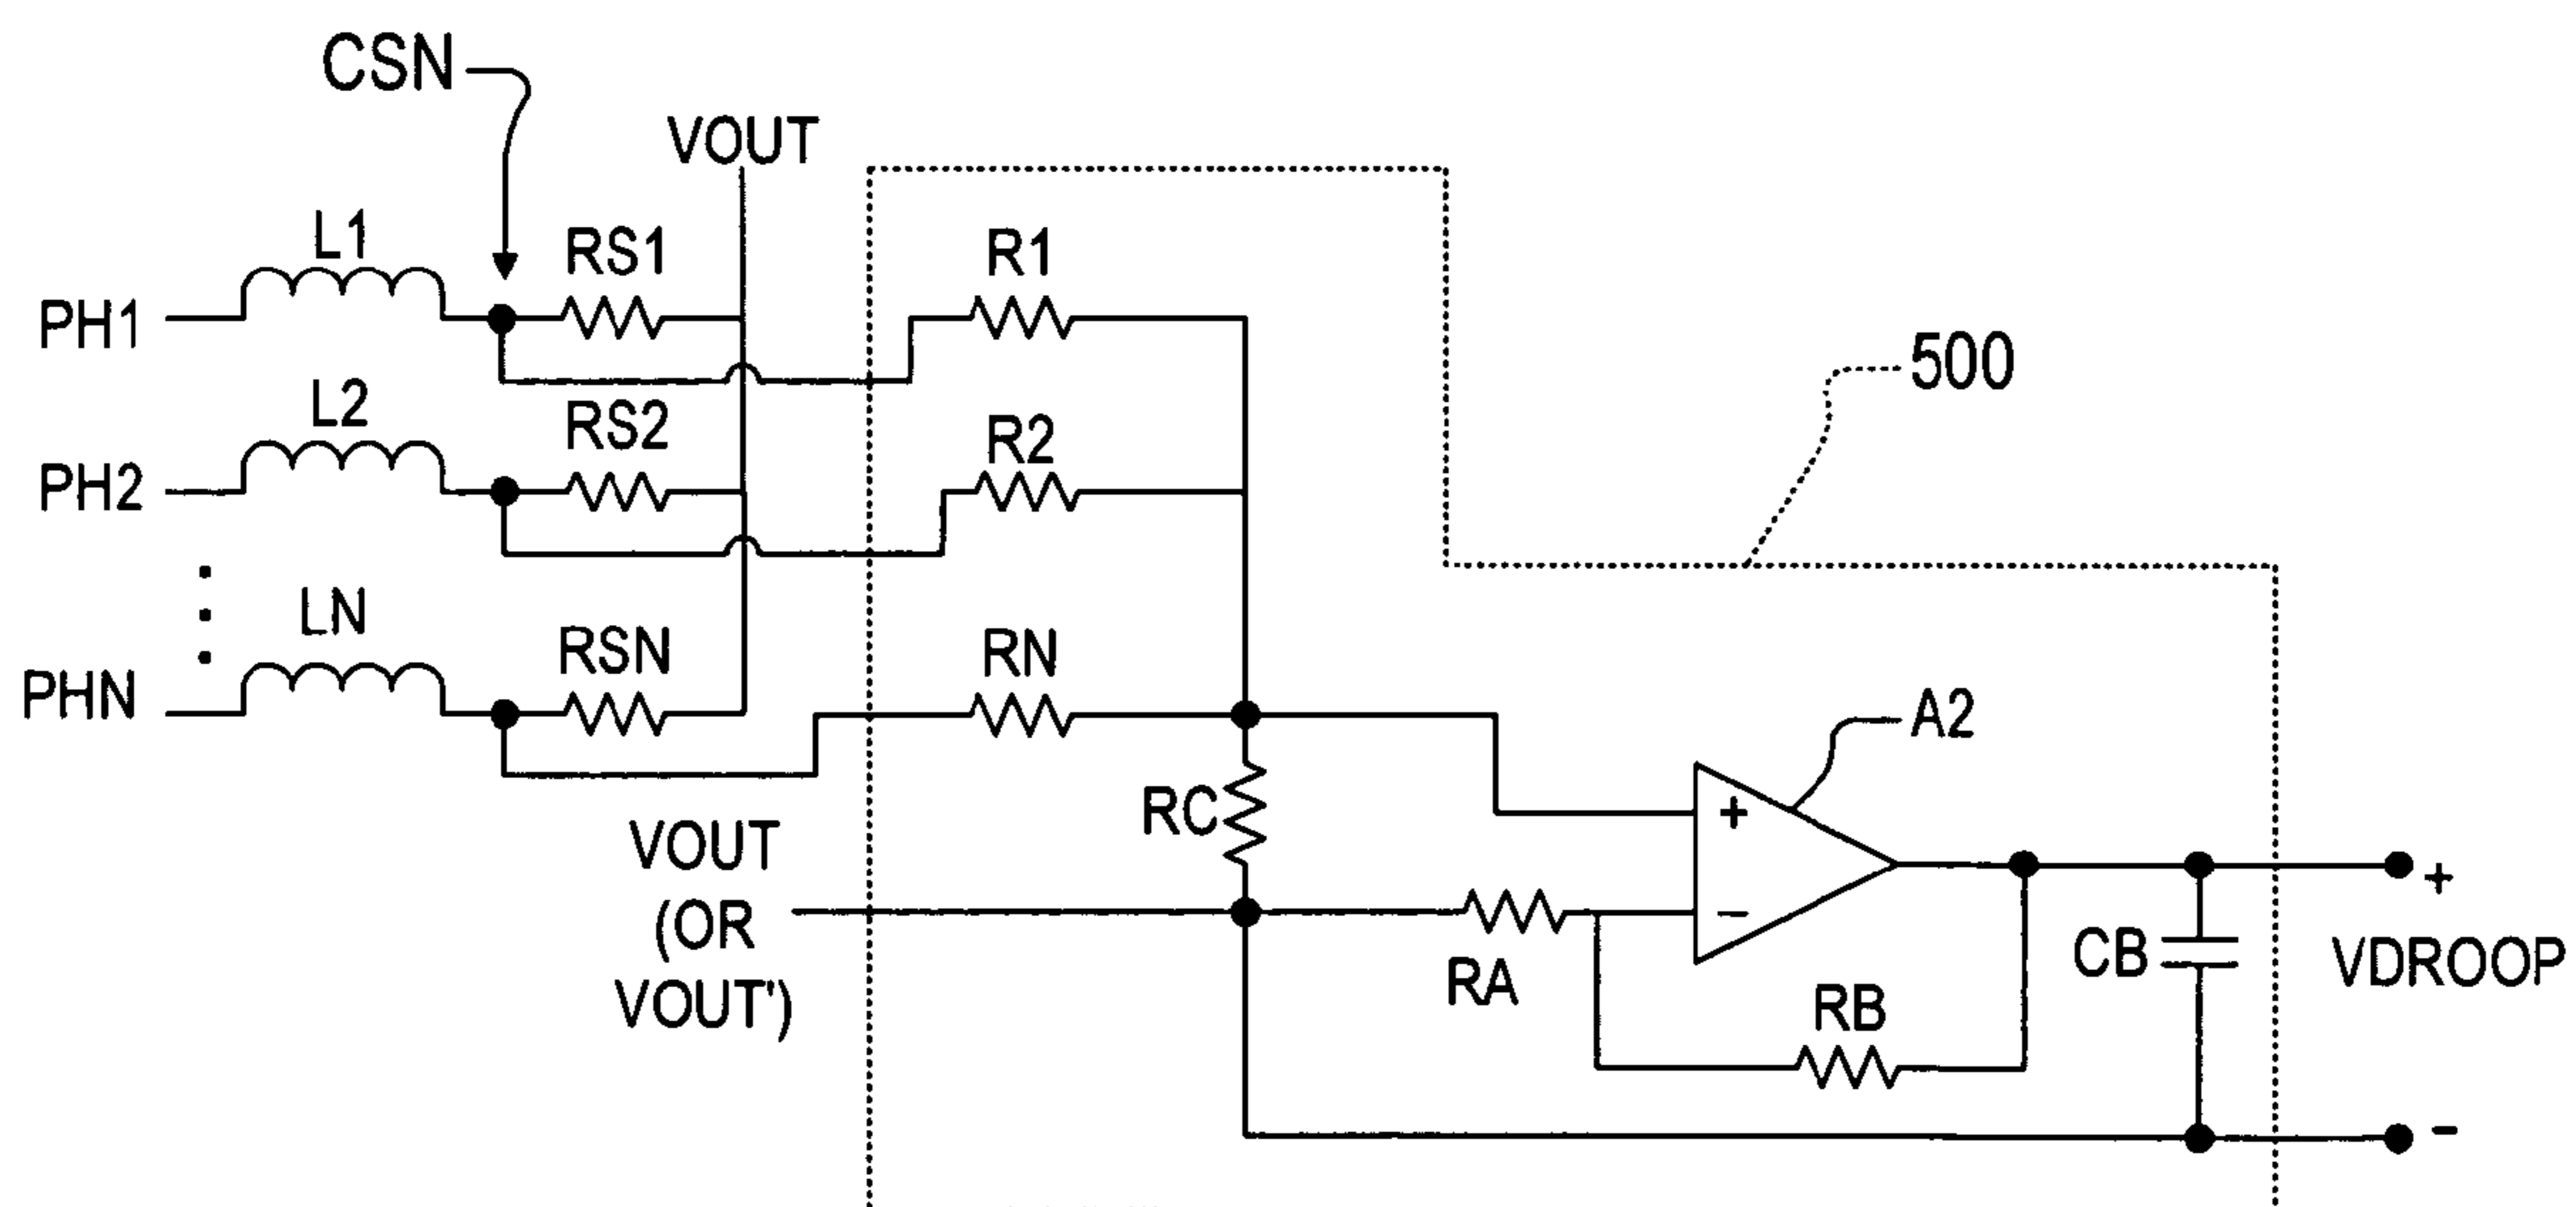 CSN
VOUT
L1
RS1
R1
PH1
500
L2
RS2
R2
PH2
LN
RSN
RN
PHN
A2
RC
+
VOUT
(OR
VOUT')
−
RA
RB
CB
+
VDROOP
-